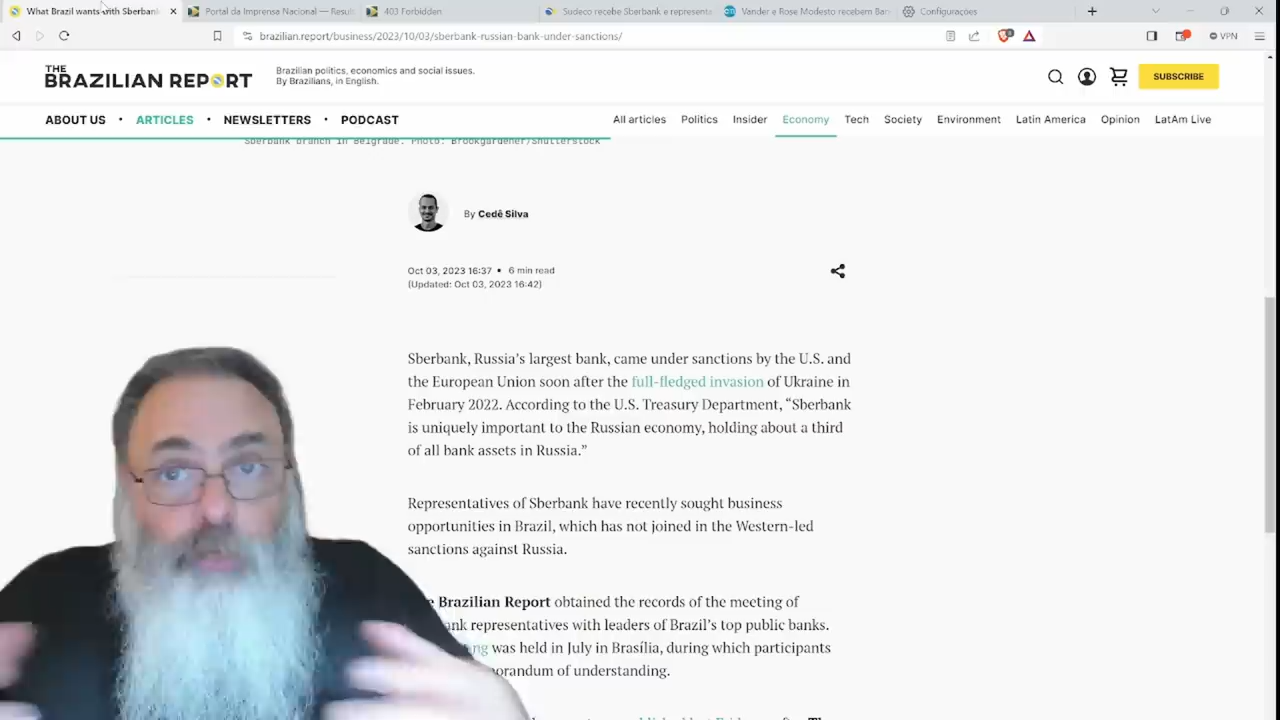 What Brazil wants with Sberbank
Portal da Imprensa Nacional — Resul
403 Forbidden
Sudeco recebe Sberbank e representa
Vander e Rose Modesto recebem Ban
Configurações
brazilian.report/business/2023/10/03/sberbank-russian-bank-under-sanctions/
VPN
THE
BRAZILIAN REPORT
Brazilian politics, economics and social issues.
By Brazilians, in English.
SUBSCRIBE
ABOUT US • ARTICLES • NEWSLETTERS • PODCAST
All articles Politics Insider Economy Tech Society Environment Latin America Opinion LatAm Live
Sberbank branch in Belgrade. Photo: Brookgardener/Shutterstock
By Cedê Silva
Oct 03, 2023 16:37 • 6 min read
(Updated: Oct 03, 2023 16:42)
Sberbank, Russia’s largest bank, came under sanctions by the U.S. and
the European Union soon after the full-fledged invasion of Ukraine in
February 2022. According to the U.S. Treasury Department, “Sberbank
is uniquely important to the Russian economy, holding about a third
of all bank assets in Russia.”
Representatives of Sberbank have recently sought business
opportunities in Brazil, which has not joined in the Western-led
sanctions against Russia.
Brazilian Report obtained the records of the meeting of
representatives with leaders of Brazil’s top public banks.
was held in July in Brasília, during which participants
of understanding.